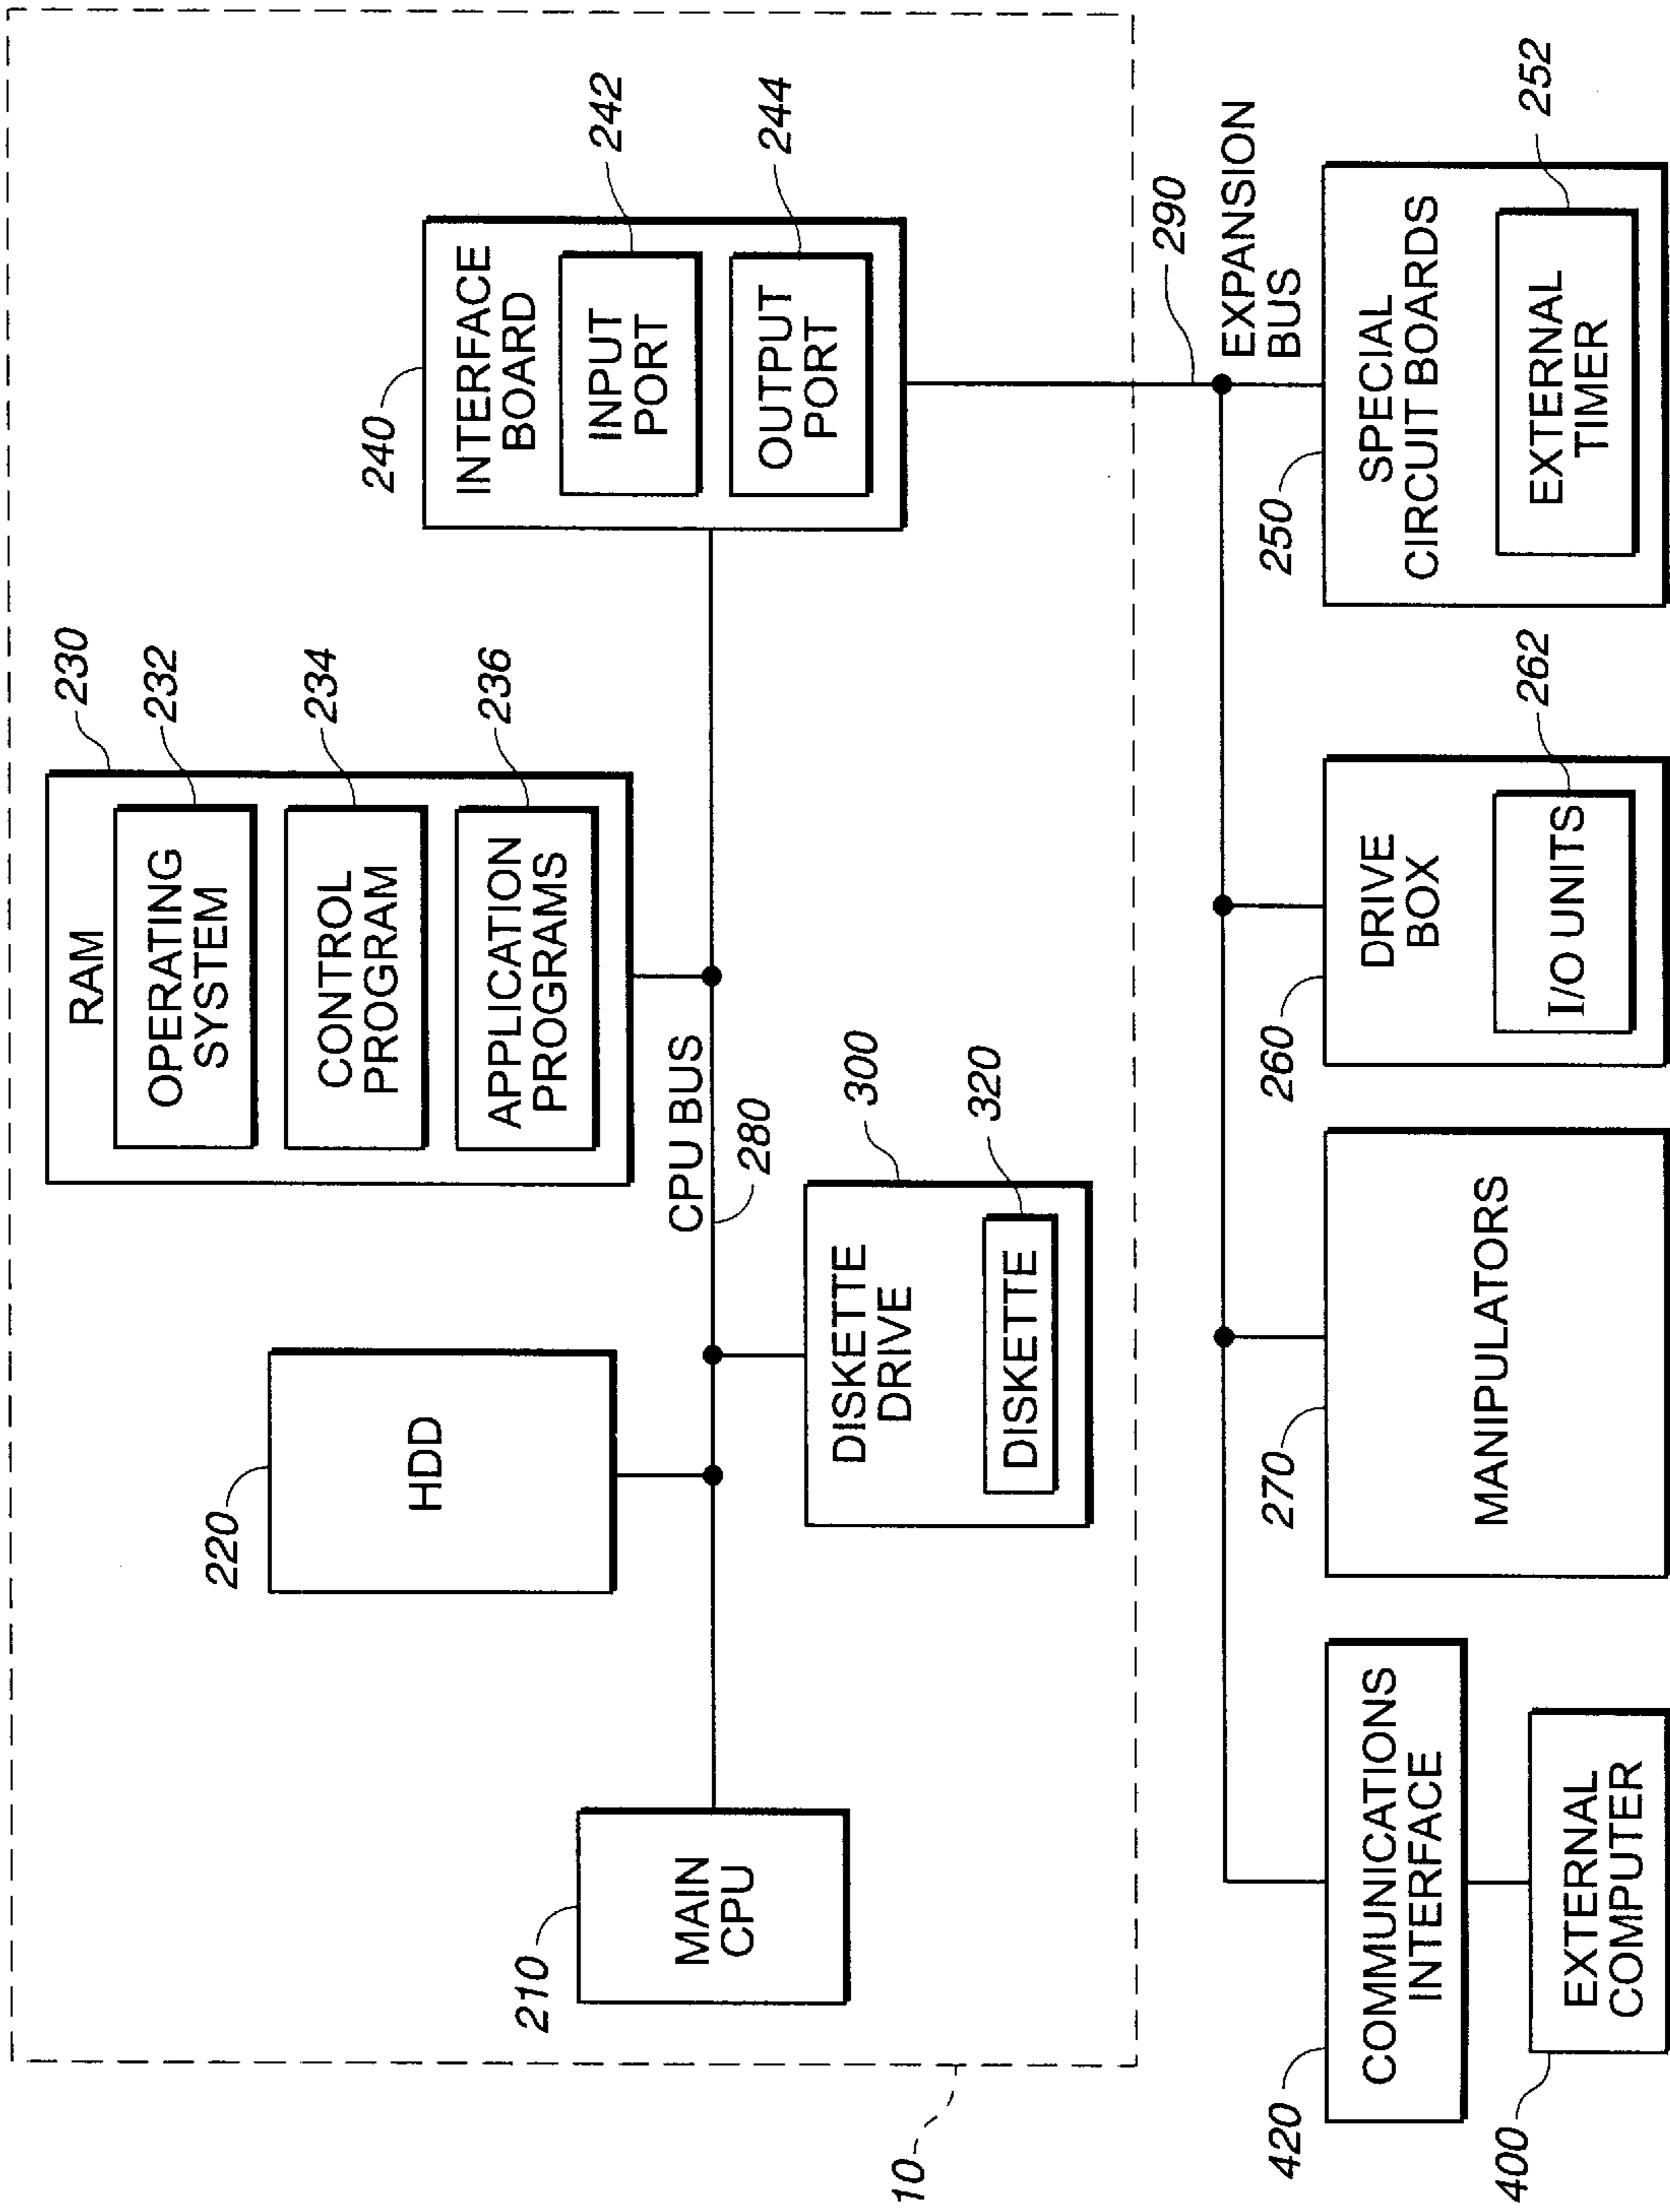 10
210
MAIN
CPU
220
HDD
230
RAM
232
OPERATING
SYSTEM
234
CONTROL
PROGRAM
236
APPLICATION
PROGRAMS
CPU BUS
280
300
DISKETTE
DRIVE
320
DISKETTE
240
INTERFACE
BOARD
242
INPUT
PORT
244
OUTPUT
PORT
290
EXPANSION
BUS
420
COMMUNICATIONS
INTERFACE
400
EXTERNAL
COMPUTER
270
MANIPULATORS
260
DRIVE
BOX
262
I/O UNITS
250
SPECIAL
CIRCUIT BOARDS
252
EXTERNAL
TIMER